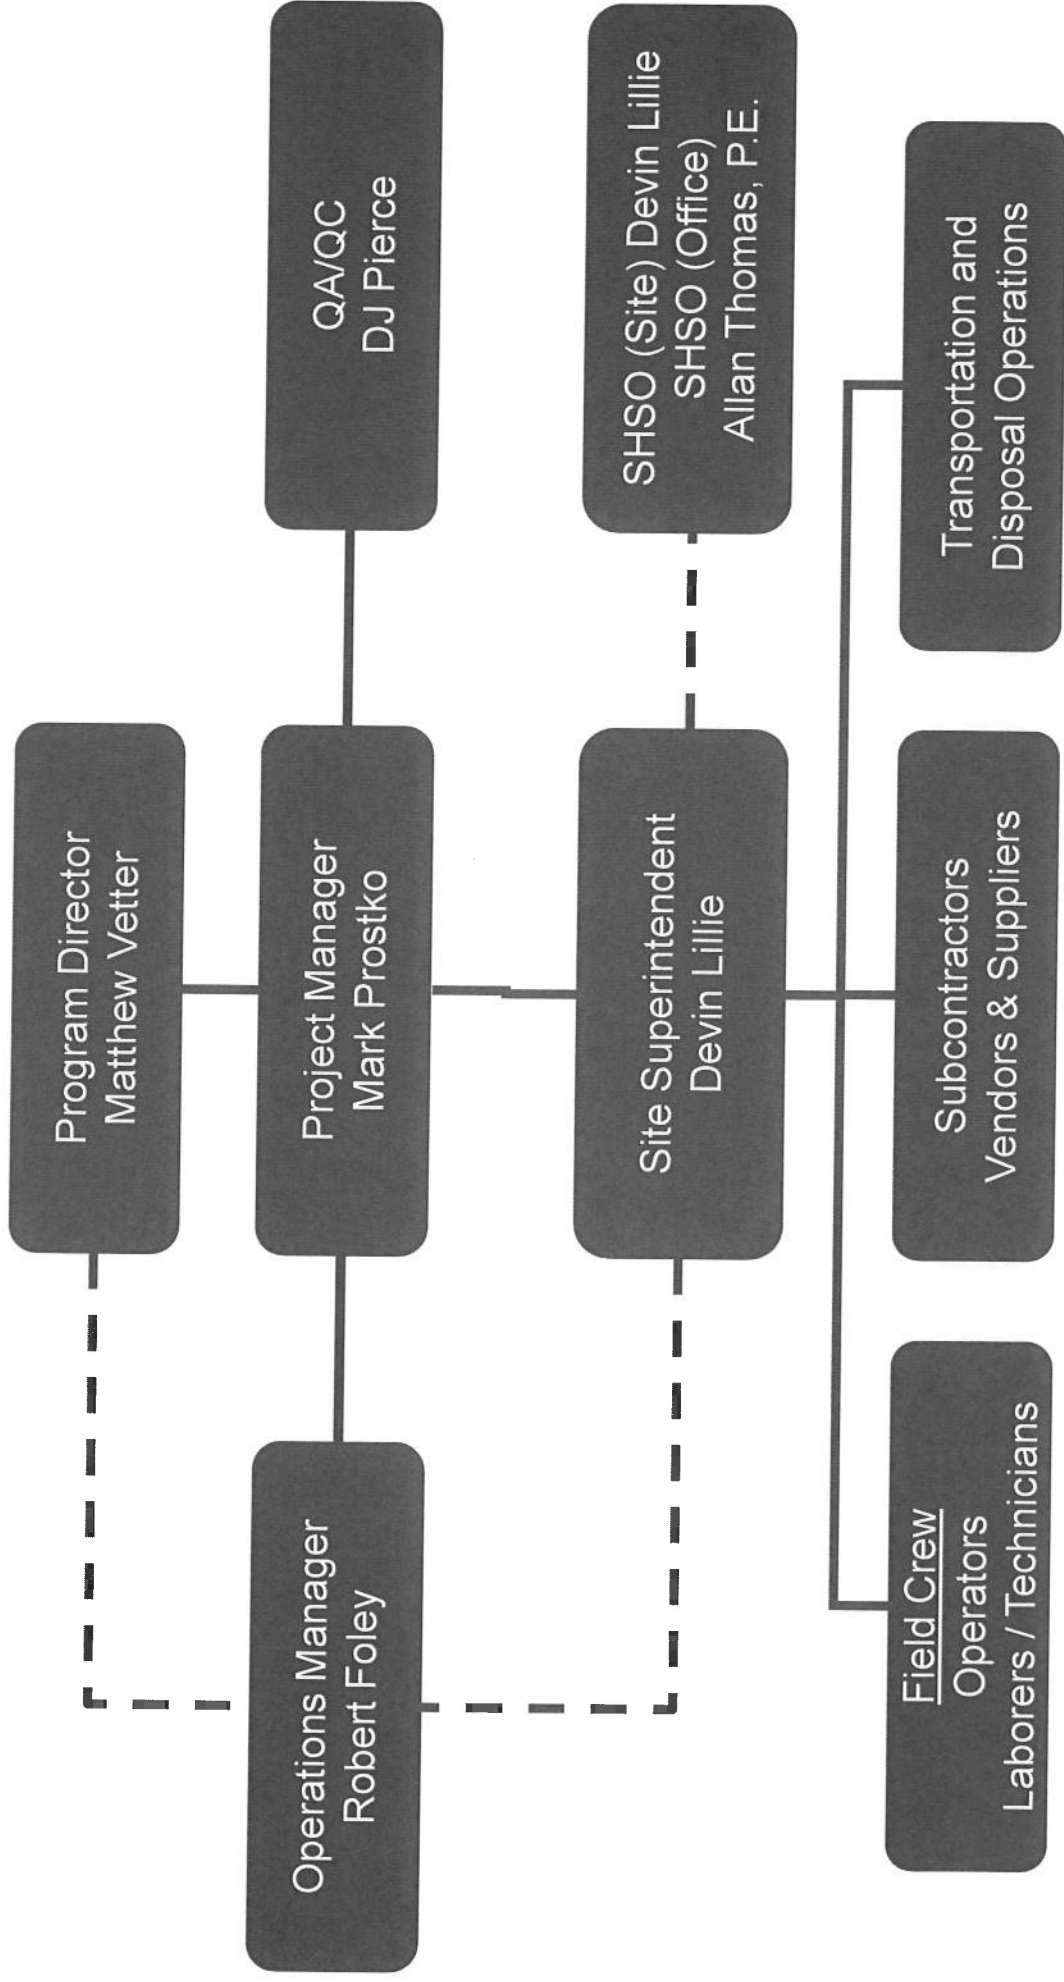 Program Director
Matthew Vetter
Operations Manager
Robert Foley
Project Manager
Mark Prostko
QA/QC
DJ Pierce
Site Superintendent
Devin Lillie
SHSO (Site) Devin Lillie
SHSO (Office)
Allan Thomas, P.E.
Field Crew
Operators
Laborers / Technicians
Subcontractors
Vendors & Suppliers
Transportation and
Disposal Operations